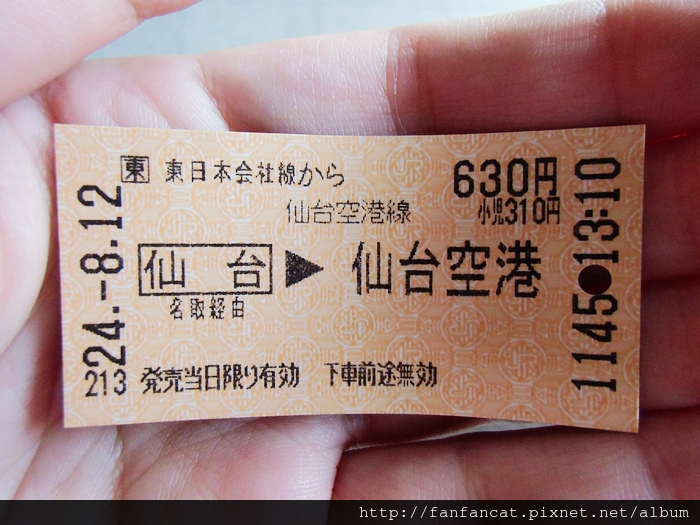 東 東日本会社線から 630円
仙台空港線 小児310円
仙 台 ▶ 仙台空港
名取経由
発売当日限り有効 下車前途無効
24.-8.12
213
1145 13:10
http://fanfancat.pixnet.net/album